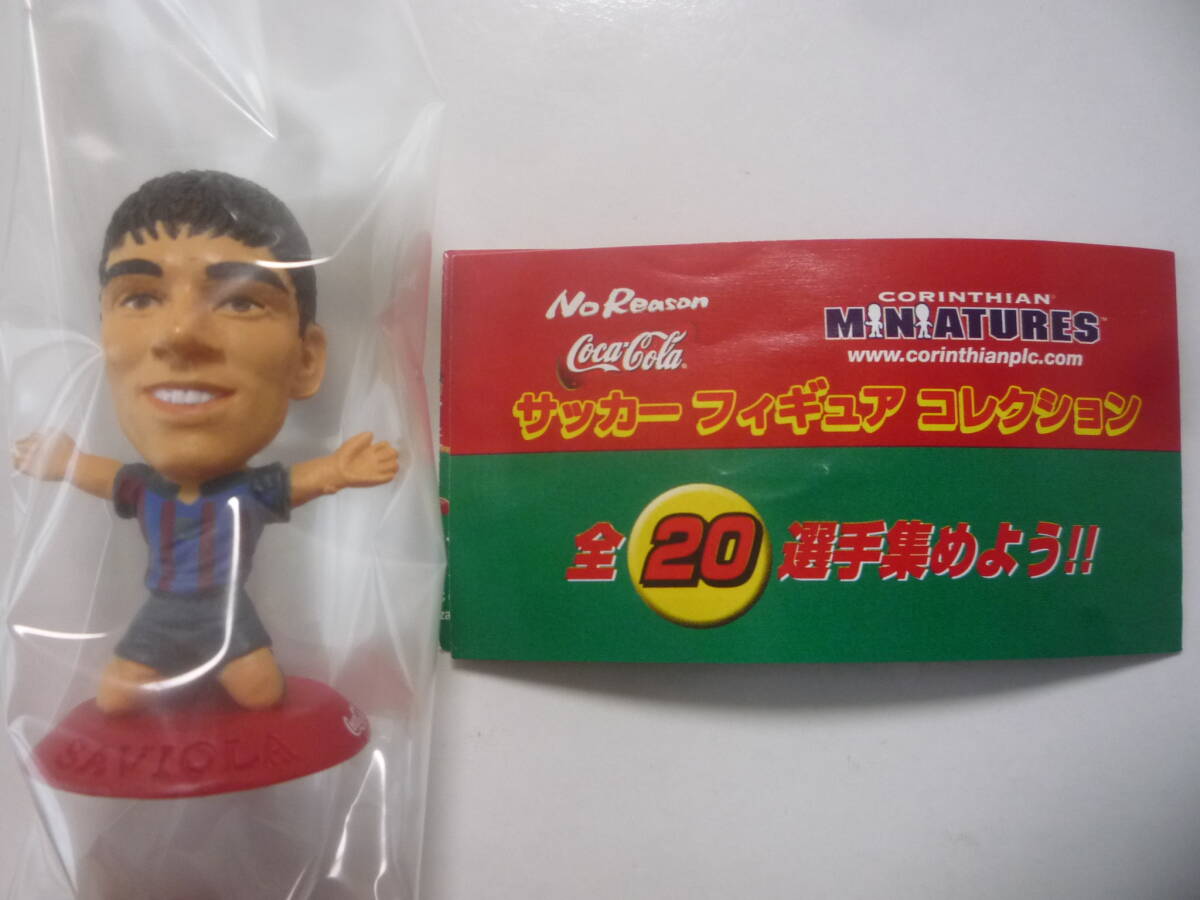 No Reason
Coca-Cola
CORINTHIAN
MINIATURES™
www.corinthianplc.com
サッカー フィギュア コレクション
全20選手集めよう!!
SAVIOLA